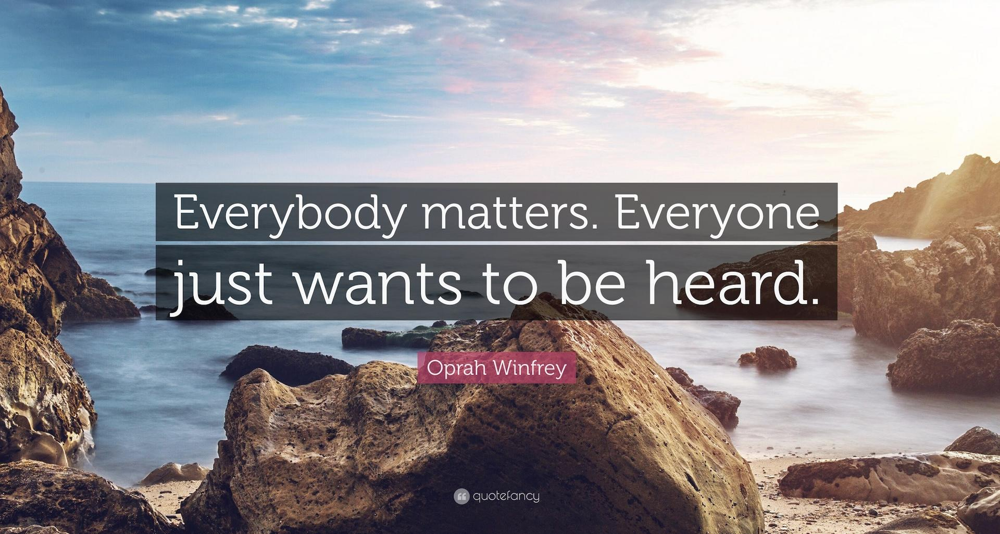 Everybody matters. Everyone
just wants to be heard.
Oprah Winfrey
quotefancy